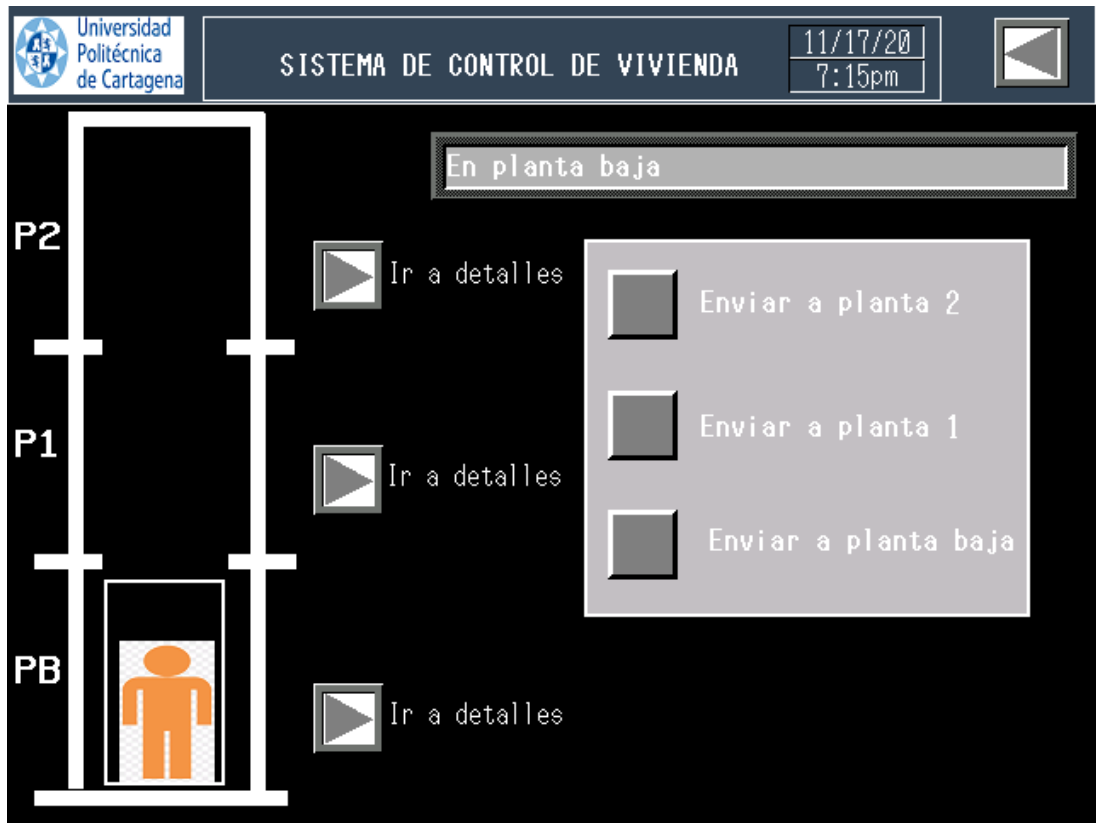 Universidad
Politécnica
de Cartagena
SISTEMA DE CONTROL DE VIVIENDA
11/17/20
7:15pm
En planta baja
P2
Ir a detalles
Enviar a planta 2
P1
Ir a detalles
Enviar a planta 1
Enviar a planta baja
PB
Ir a detalles